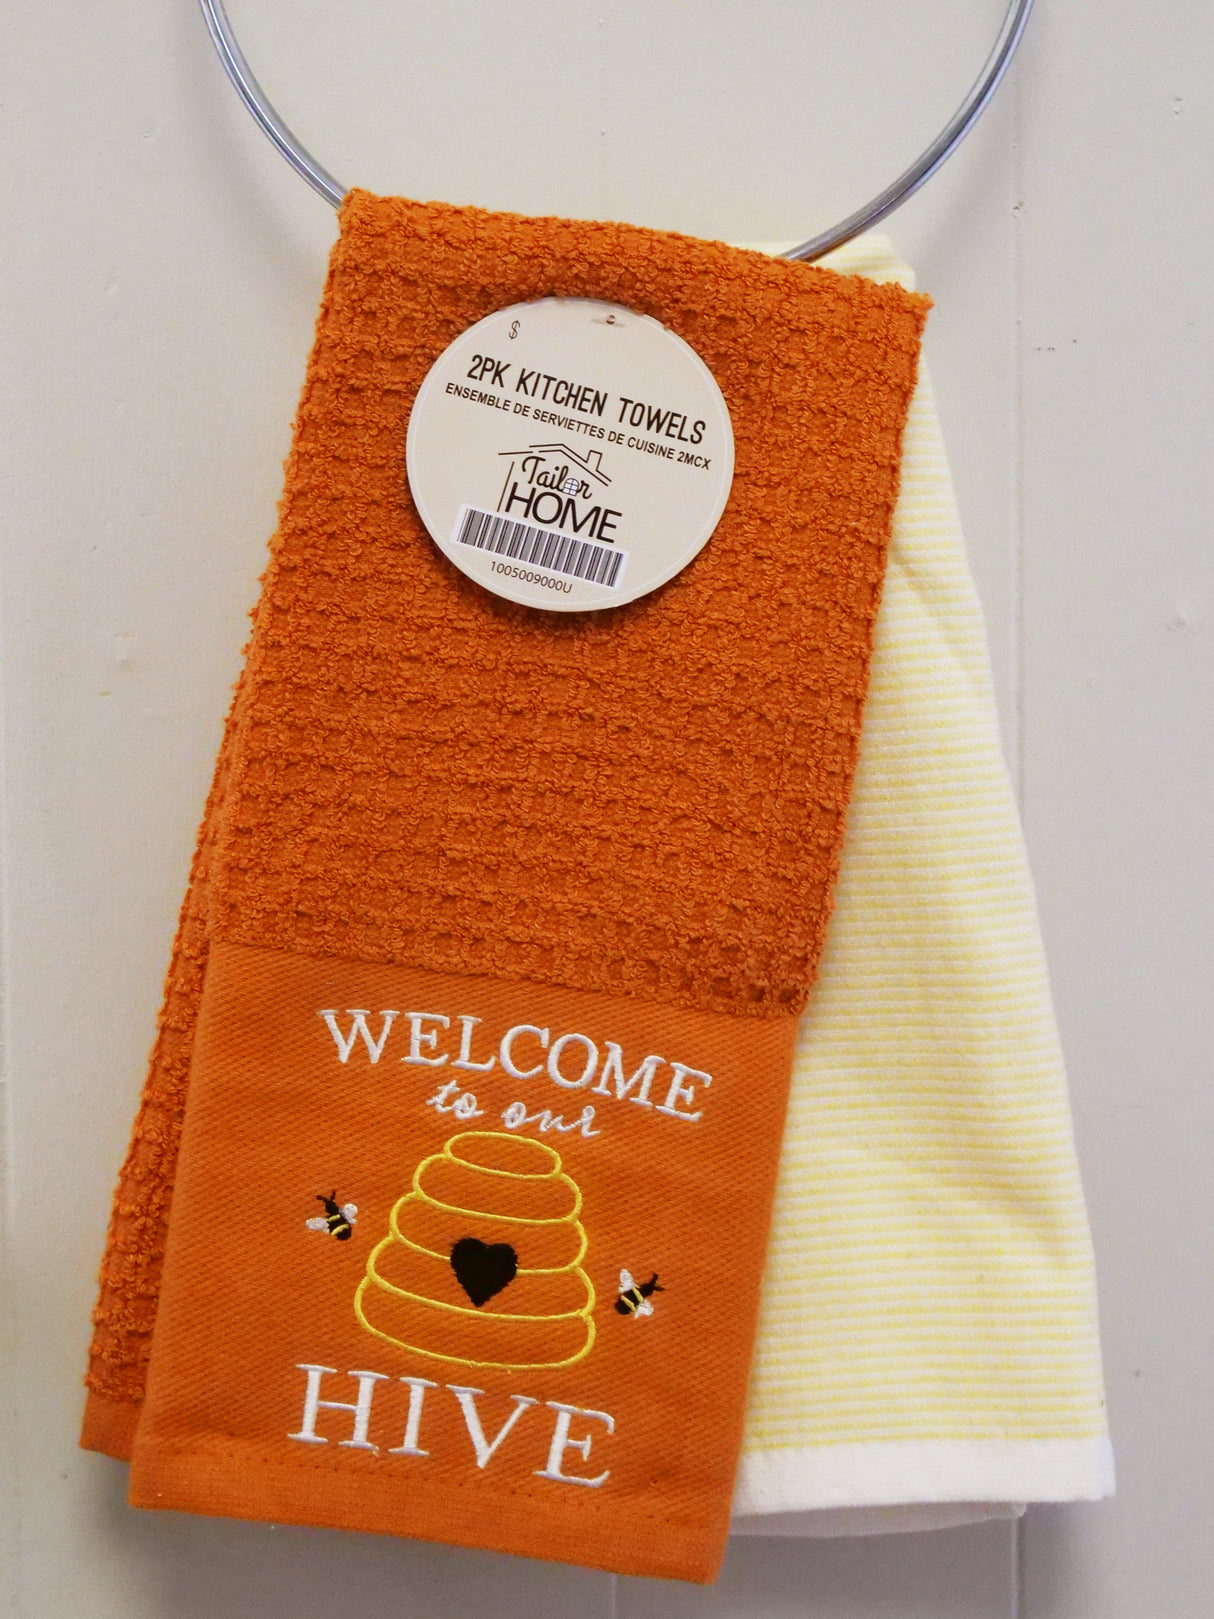 $
2PK KITCHEN TOWELS
ENSEMBLE DE SERVIETTES DE CUISINE 2MCX
Tailor
HOME
1005009000U
WELCOME
to our
HIVE